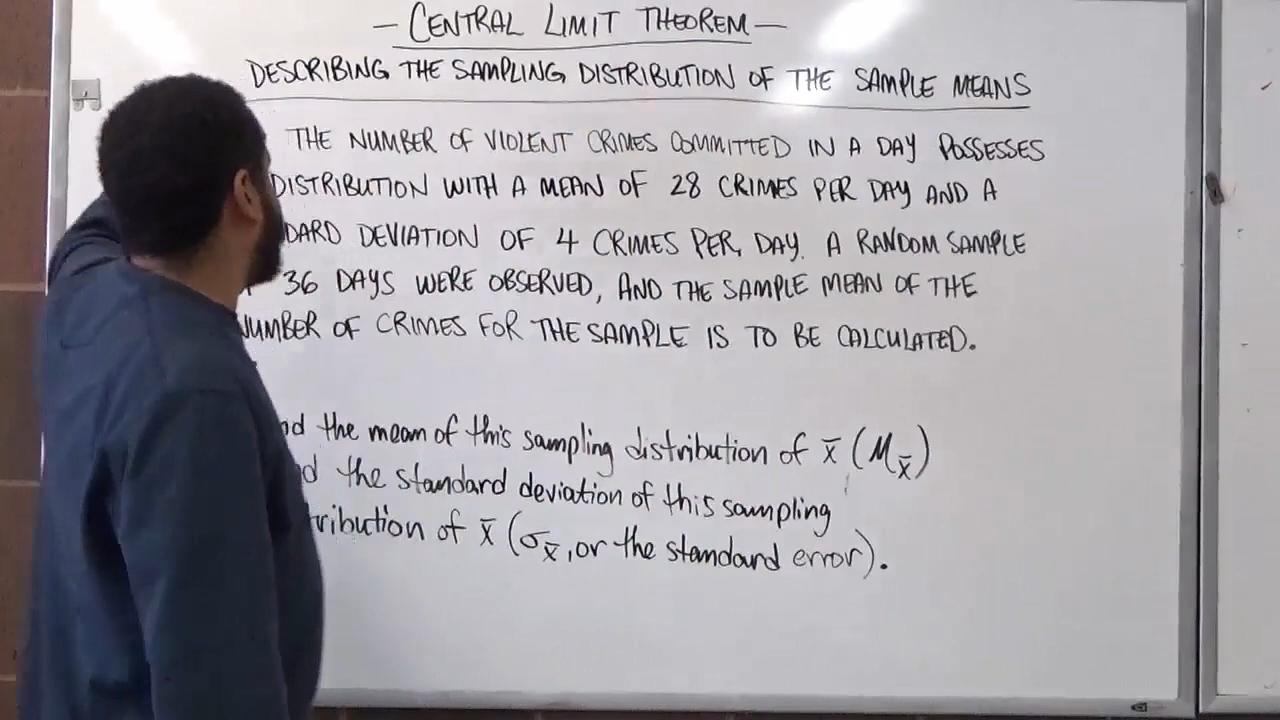 — CENTRAL LIMIT THEOREM —
DESCRIBING THE SAMPLING DISTRIBUTION OF THE SAMPLE MEANS
THE NUMBER OF VIOLENT CRIMES COMMITTED IN A DAY POSSESSES
DISTRIBUTION WITH A MEAN OF 28 CRIMES PER DAY AND A
DARD DEVIATION OF 4 CRIMES PER DAY. A RANDOM SAMPLE
36 DAYS WERE OBSERVED, AND THE SAMPLE MEAN OF THE
NUMBER OF CRIMES FOR THE SAMPLE IS TO BE CALCULATED.
nd the mean of this sampling distribution of x̄ (μx̄)
d the standard deviation of this sampling
tribution of x̄ (σx̄, or the standard error).